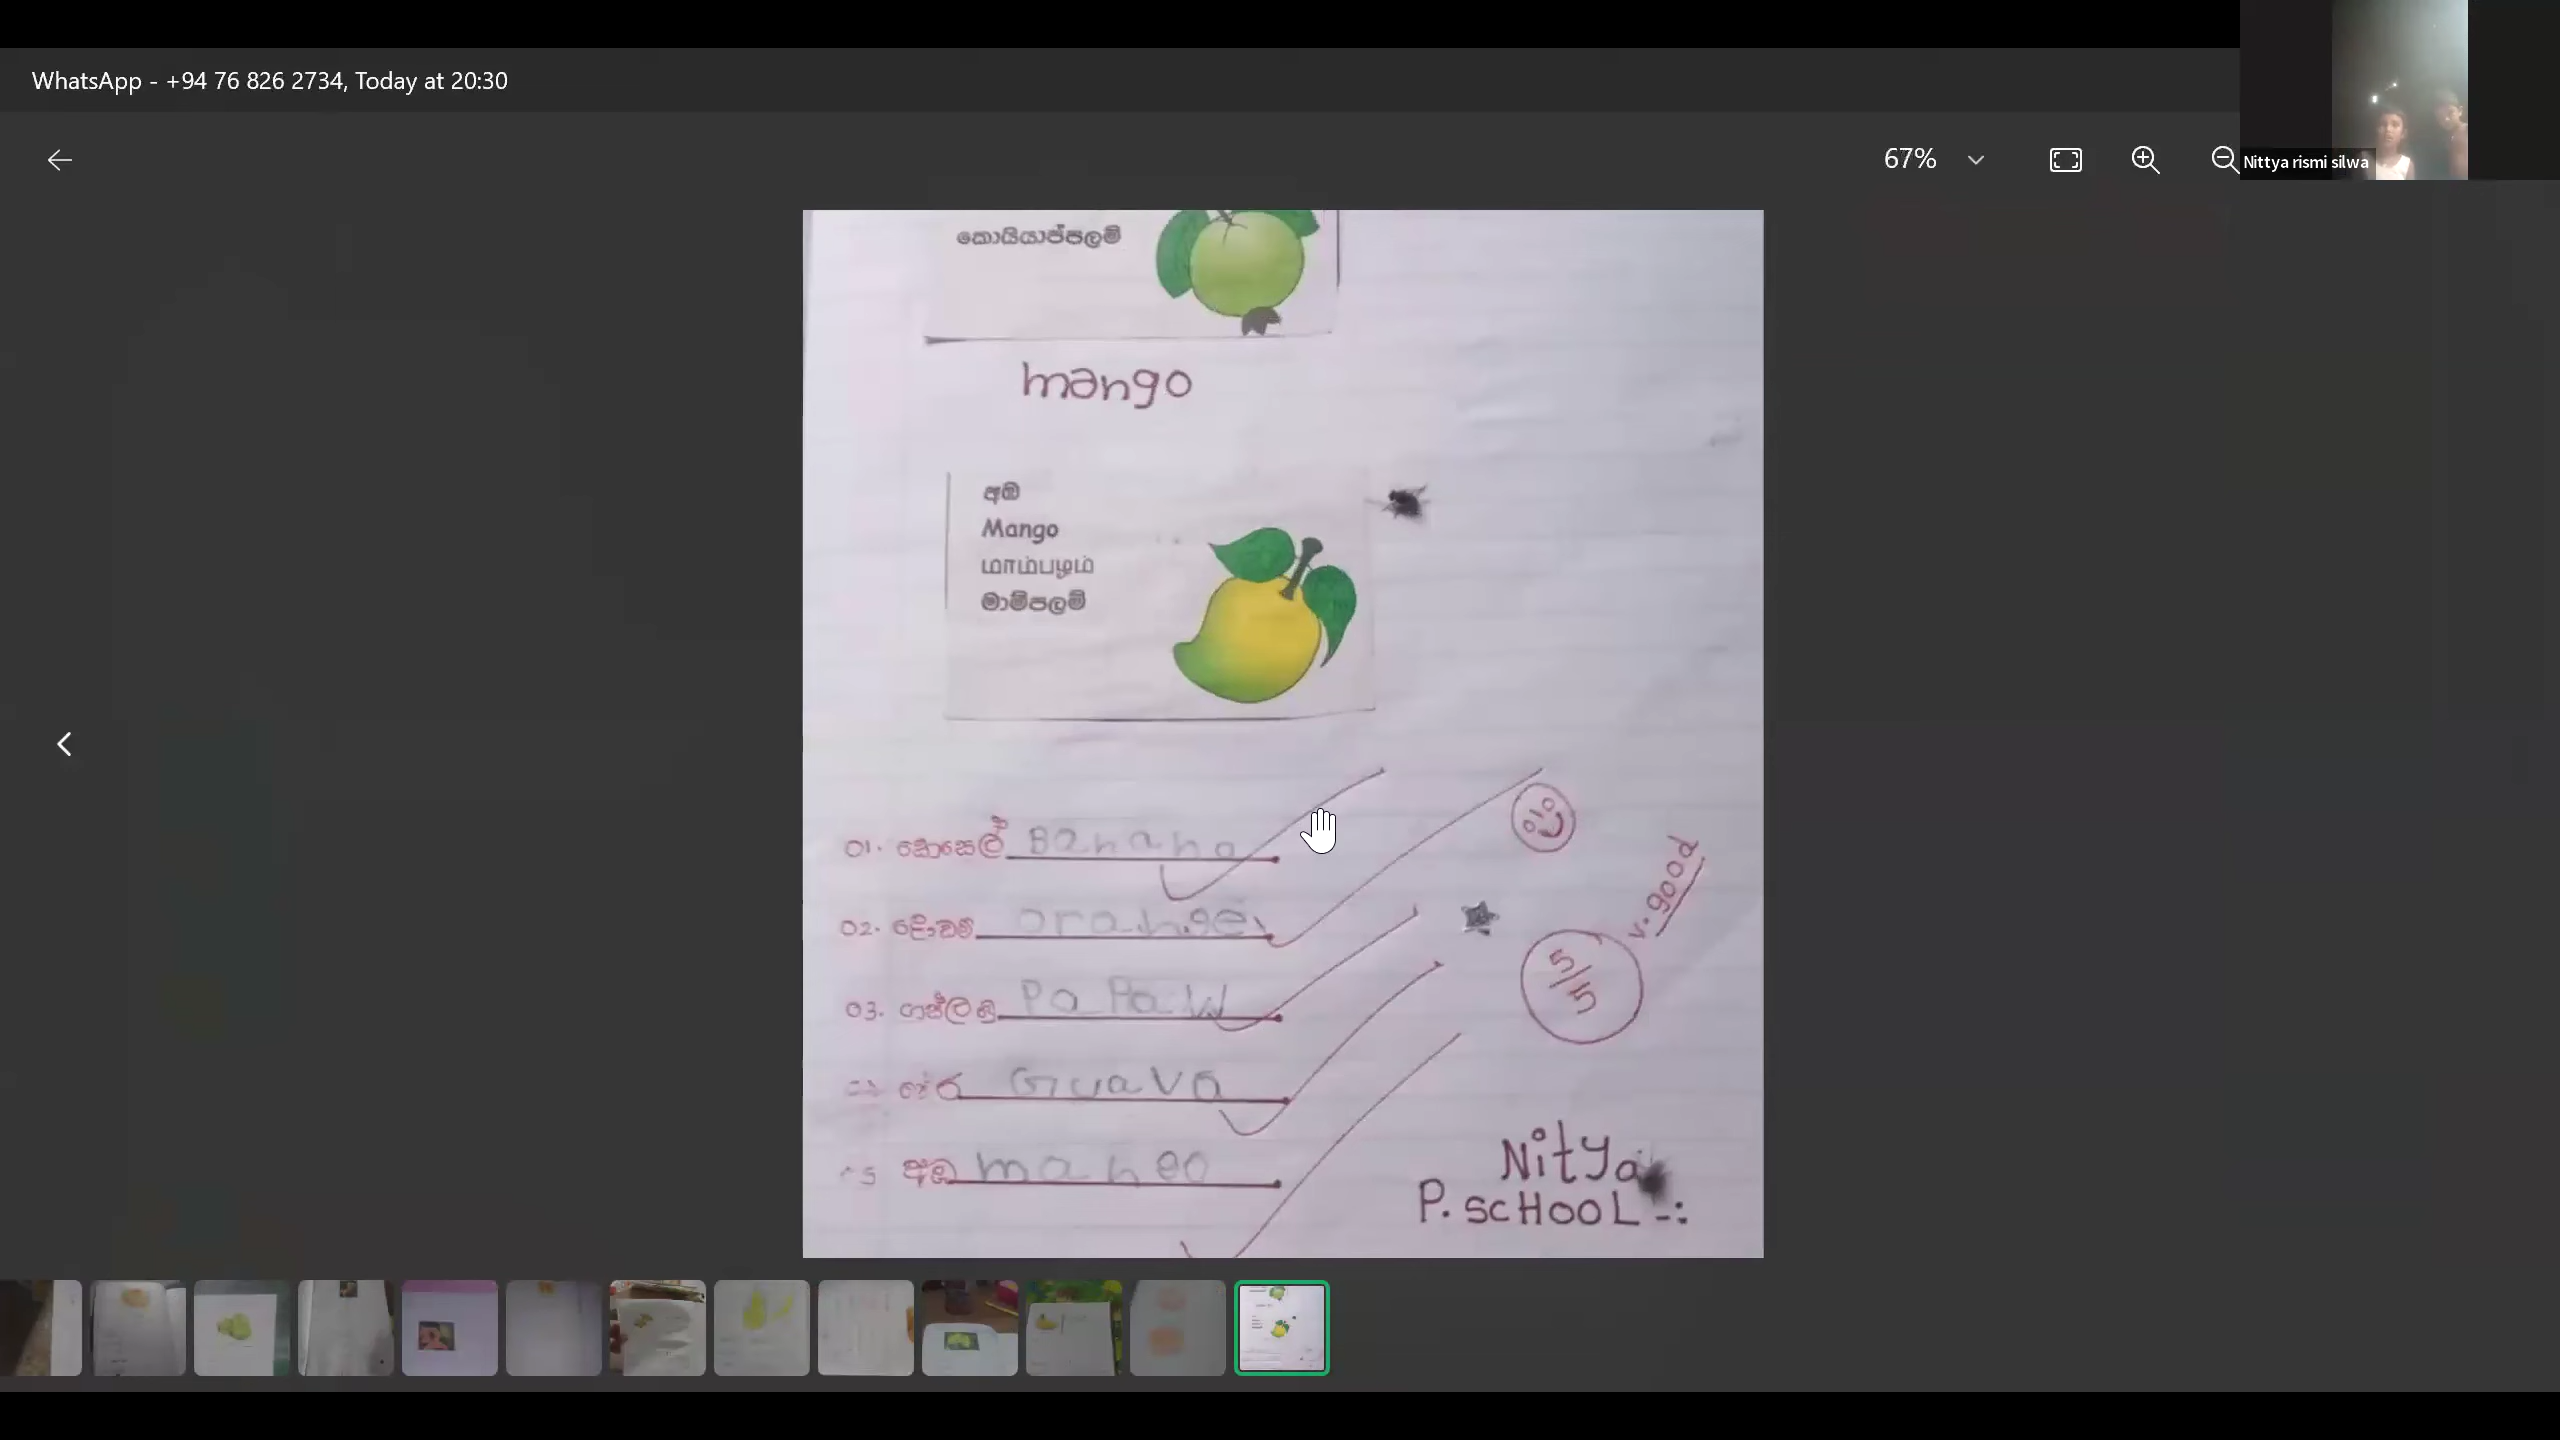 WhatsApp - +94 76 826 2734, Today at 20:30
67%
Nittya rismi silwa
කොයියාප්පලම්
mango
අඹ
Mango
மாம்பழம்
මාම්පලම්
01. කෙසෙල් Banana
02. දොඩම් orange
03. ගස්ලබු PaPaw
පේර Guava
5 අඹ mango
v. good
5/5
Nitya
P. scHooL -: